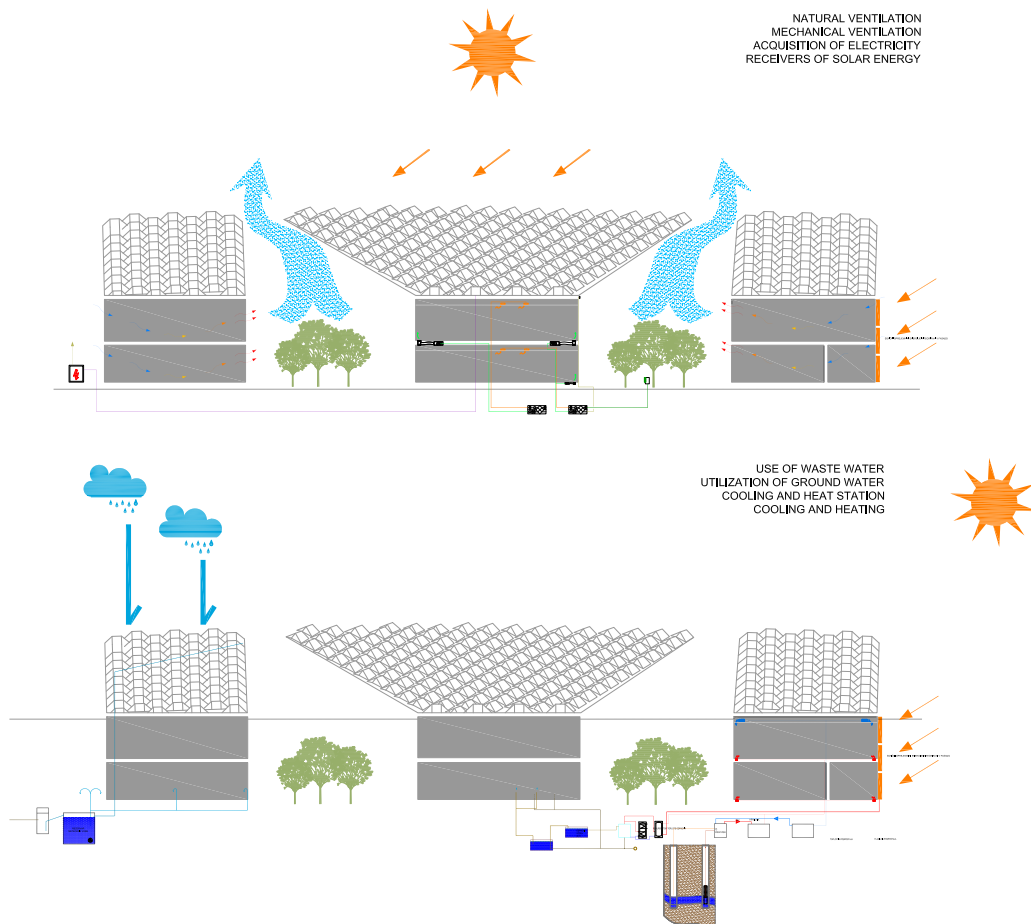 NATURAL VENTILATION
MECHANICAL VENTILATION
ACQUISITION OF ELECTRICITY
RECEIVERS OF SOLAR ENERGY
USE OF WASTE WATER
UTILIZATION OF GROUND WATER
COOLING AND HEAT STATION
COOLING AND HEATING